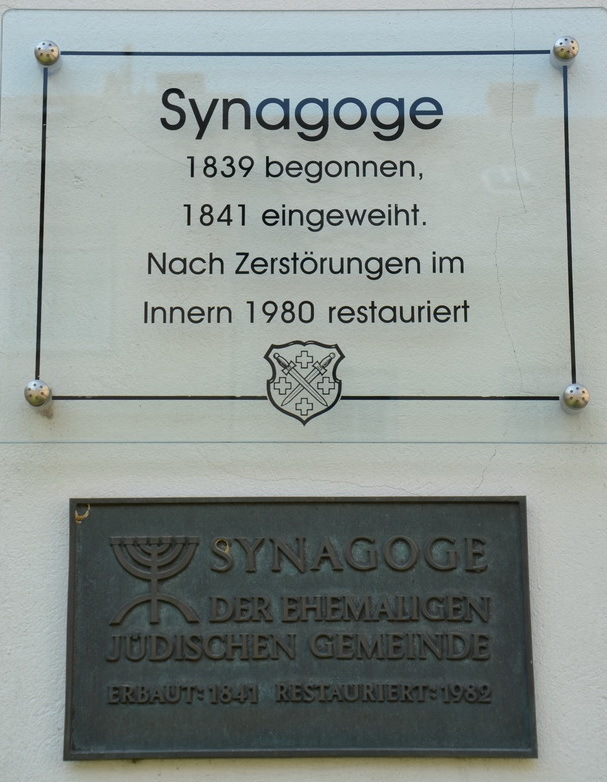 Synagoge
1839 begonnen,
1841 eingeweiht.
Nach Zerstörungen im
Innern 1980 restauriert
SYNAGOGE
DER EHEMALIGEN
JÜDISCHEN GEMEINDE
ERBAUT: 1841 RESTAURIERT: 1982